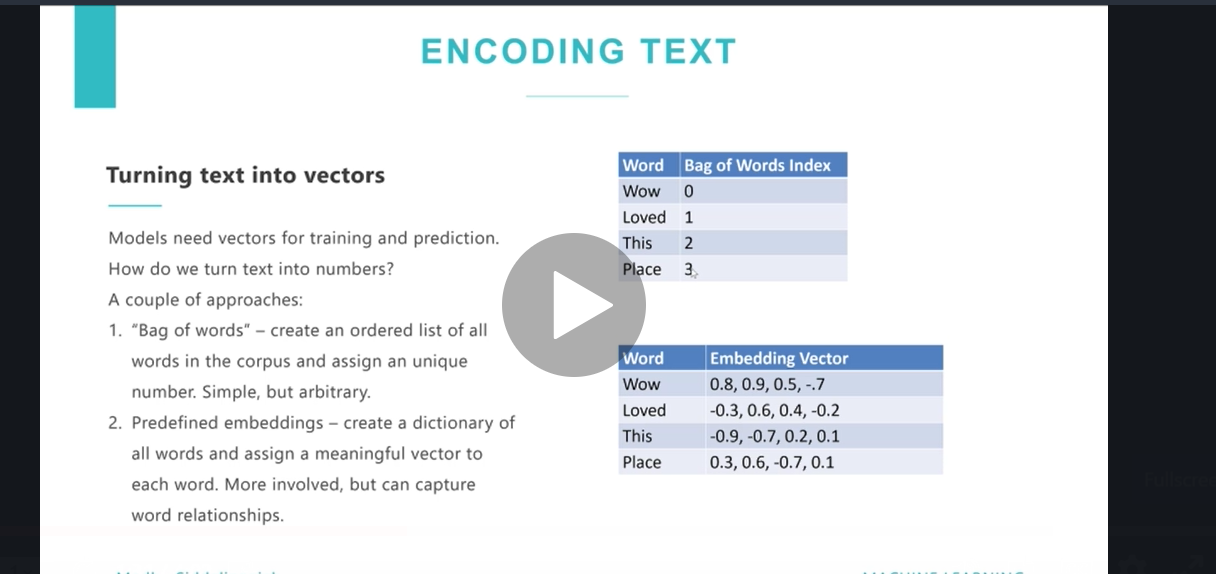 ENCODING TEXT
Turning text into vectors
Models need vectors for training and prediction.
How do we turn text into numbers?
A couple of approaches:
1. “Bag of words” – create an ordered list of all
words in the corpus and assign an unique
number. Simple, but arbitrary.
2. Predefined embeddings – create a dictionary of
all words and assign a meaningful vector to
each word. More involved, but can capture
word relationships.
Word Bag of Words Index
Wow 0
Loved 1
This 2
Place 3
Word Embedding Vector
Wow 0.8, 0.9, 0.5, -.7
Loved -0.3, 0.6, 0.4, -0.2
This -0.9, -0.7, 0.2, 0.1
Place 0.3, 0.6, -0.7, 0.1
MACHINE LEARNING